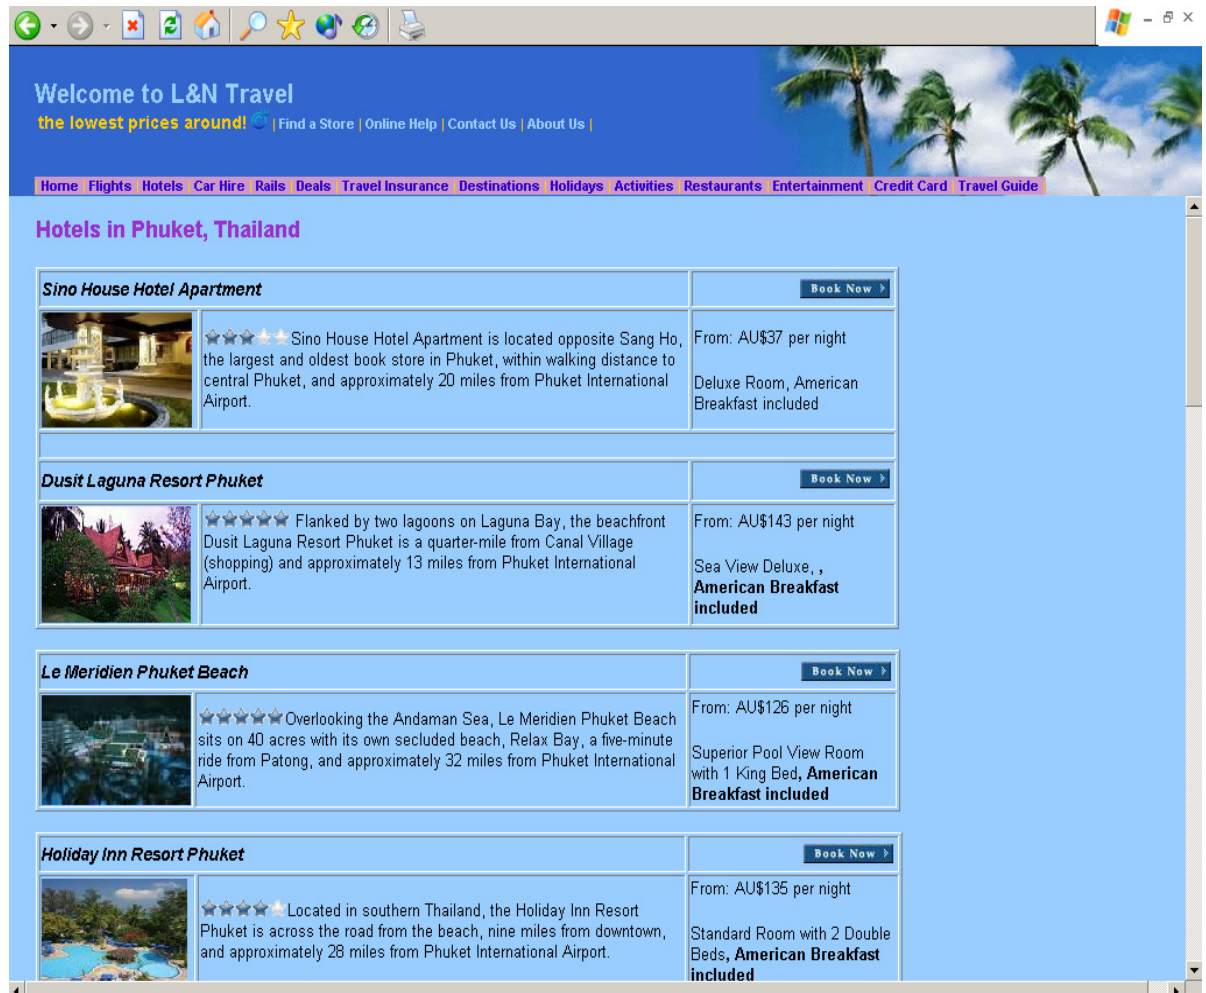 Welcome to L&N Travel
the lowest prices around! | Find a Store | Online Help | Contact Us | About Us |
Home Flights Hotels Car Hire Rails Deals Travel Insurance Destinations Holidays Activities Restaurants Entertainment Credit Card Travel Guide
Hotels in Phuket, Thailand
Sino House Hotel Apartment
Book Now
Sino House Hotel Apartment is located opposite Sang Ho,
the largest and oldest book store in Phuket, within walking distance to
central Phuket, and approximately 20 miles from Phuket International
Airport.
From: AU$37 per night
Deluxe Room, American
Breakfast included
Dusit Laguna Resort Phuket
Book Now
Flanked by two lagoons on Laguna Bay, the beachfront
Dusit Laguna Resort Phuket is a quarter-mile from Canal Village
(shopping) and approximately 13 miles from Phuket International
Airport.
From: AU$143 per night
Sea View Deluxe, ,
American Breakfast
included
Le Meridien Phuket Beach
Book Now
Overlooking the Andaman Sea, Le Meridien Phuket Beach
sits on 40 acres with its own secluded beach, Relax Bay, a five-minute
ride from Patong, and approximately 32 miles from Phuket International
Airport.
From: AU$126 per night
Superior Pool View Room
with 1 King Bed, American
Breakfast included
Holiday Inn Resort Phuket
Book Now
Located in southern Thailand, the Holiday Inn Resort
Phuket is across the road from the beach, nine miles from downtown,
and approximately 28 miles from Phuket International Airport.
From: AU$135 per night
Standard Room with 2 Double
Beds, American Breakfast
included